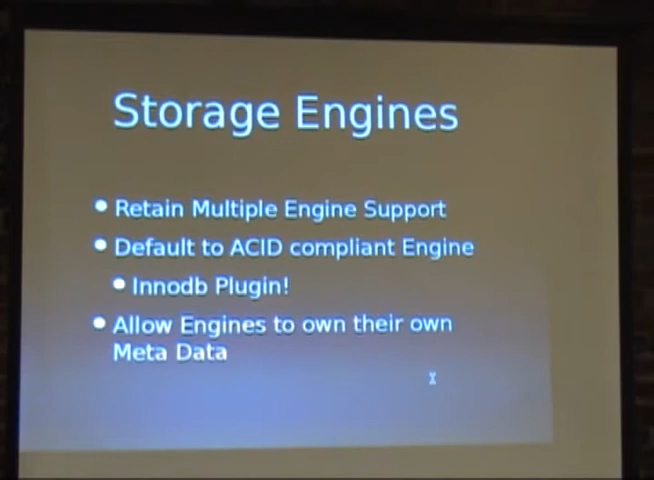 Storage Engines
Retain Multiple Engine Support
Default to ACID compliant Engine
Innodb Plugin!
Allow Engines to own their own
Meta Data